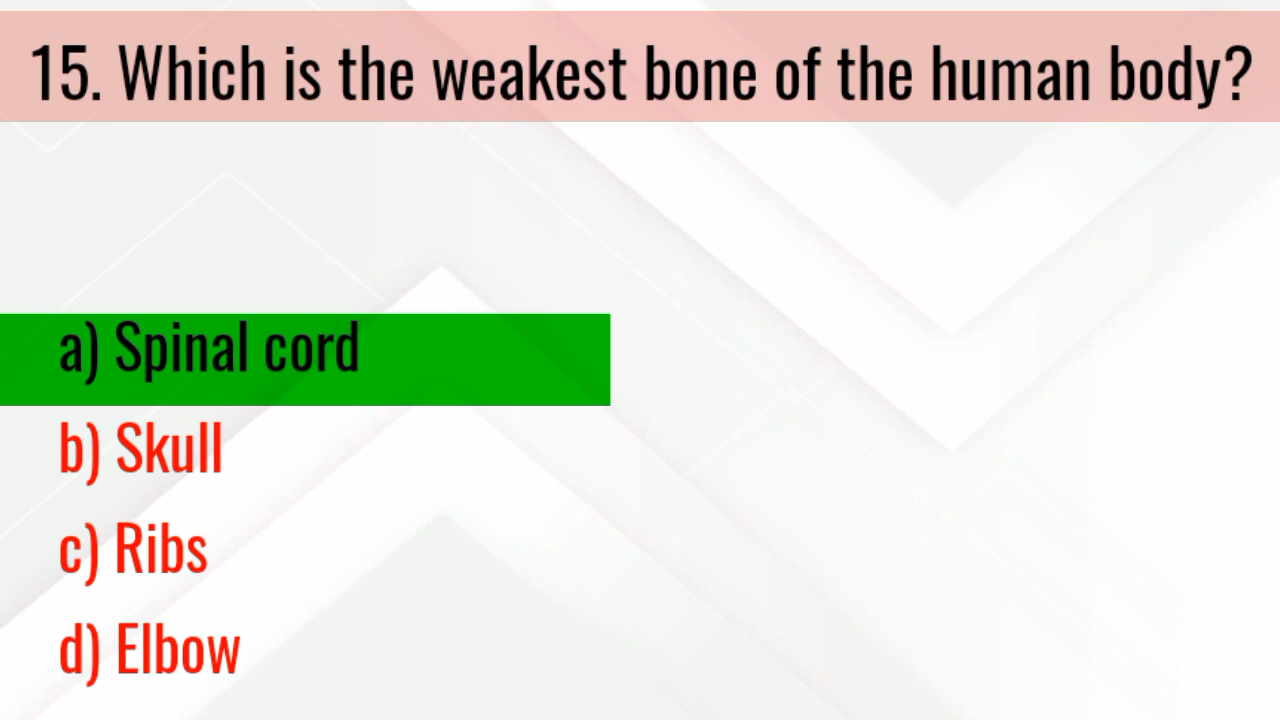 15. Which is the weakest bone of the human body?
a) Spinal cord
b) Skull
c) Ribs
d) Elbow